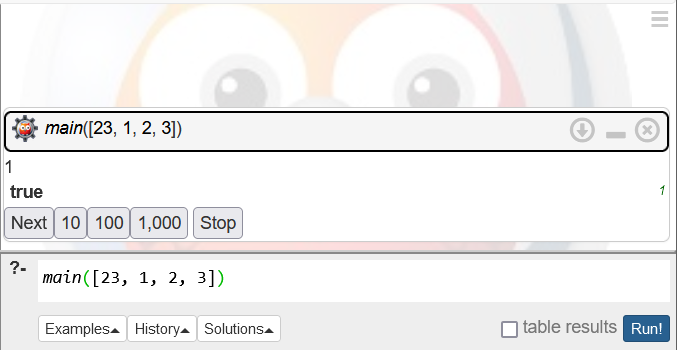 main([23, 1, 2, 3])
1
true 1
Next 10 100 1,000 Stop
?- main([23, 1, 2, 3])
Examples History Solutions table results Run!